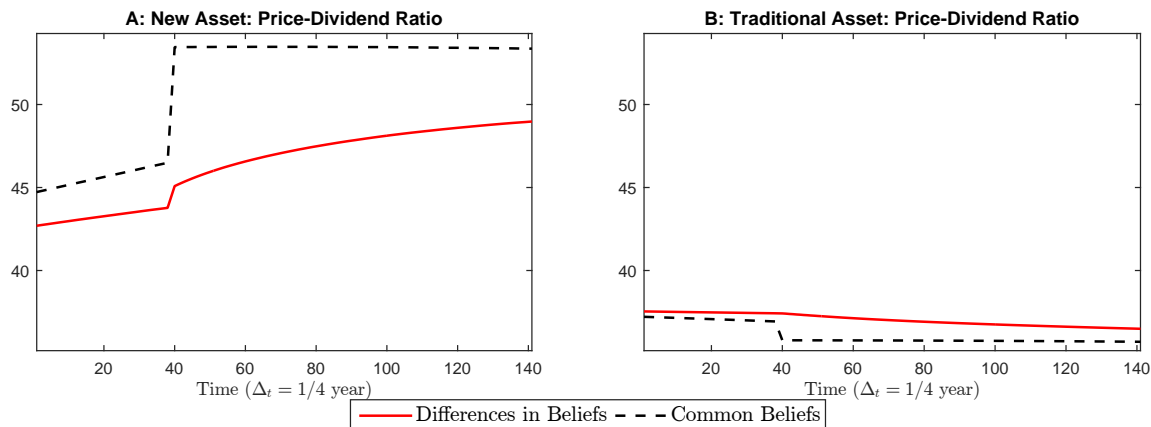 A: New Asset: Price-Dividend Ratio
50
45
40
20 40 60 80 100 120 140
Time (Δt = 1/4 year)
B: Traditional Asset: Price-Dividend Ratio
50
45
40
20 40 60 80 100 120 140
Time (Δt = 1/4 year)
Differences in Beliefs Common Beliefs